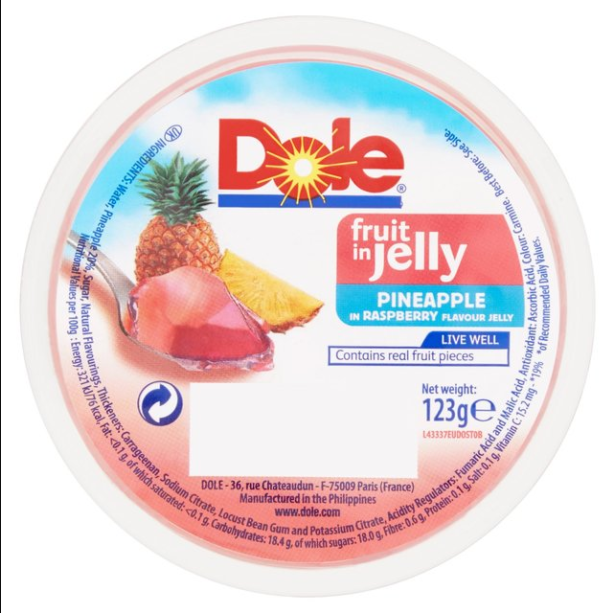 Dole®
fruit
in jelly
PINEAPPLE
IN RASPBERRY FLAVOUR JELLY
LIVE WELL
Contains real fruit pieces
Net weight:
123g℮
L43337EUD05T0B
DOLE - 36, rue Chateaudun - F-75009 Paris (France)
Manufactured in the Philippines
www.dole.com
UK INGREDIENTS: Water, Pineapple 20%, Sugar, Natural Flavourings, Thickeners: Carrageenan, Sodium Citrate, Locust Bean Gum and Potassium Citrate, Acidity Regulators: Fumaric Acid and Malic Acid, Antioxidant: Ascorbic Acid, Colour: Carmine. Best Before: See Side.
Nutritional Values per 100g : Energy: 321 kJ/76 kcal, Fat: <0.1 g, of which saturated: <0.1 g, Carbohydrates: 18.4 g, of which sugars: 18.0 g, Fibre: 0.6 g, Protein: 0.1 g, Salt: 0.1 g, Vitamin C: 15.2 mg - *19% *of Recommended Daily Values.